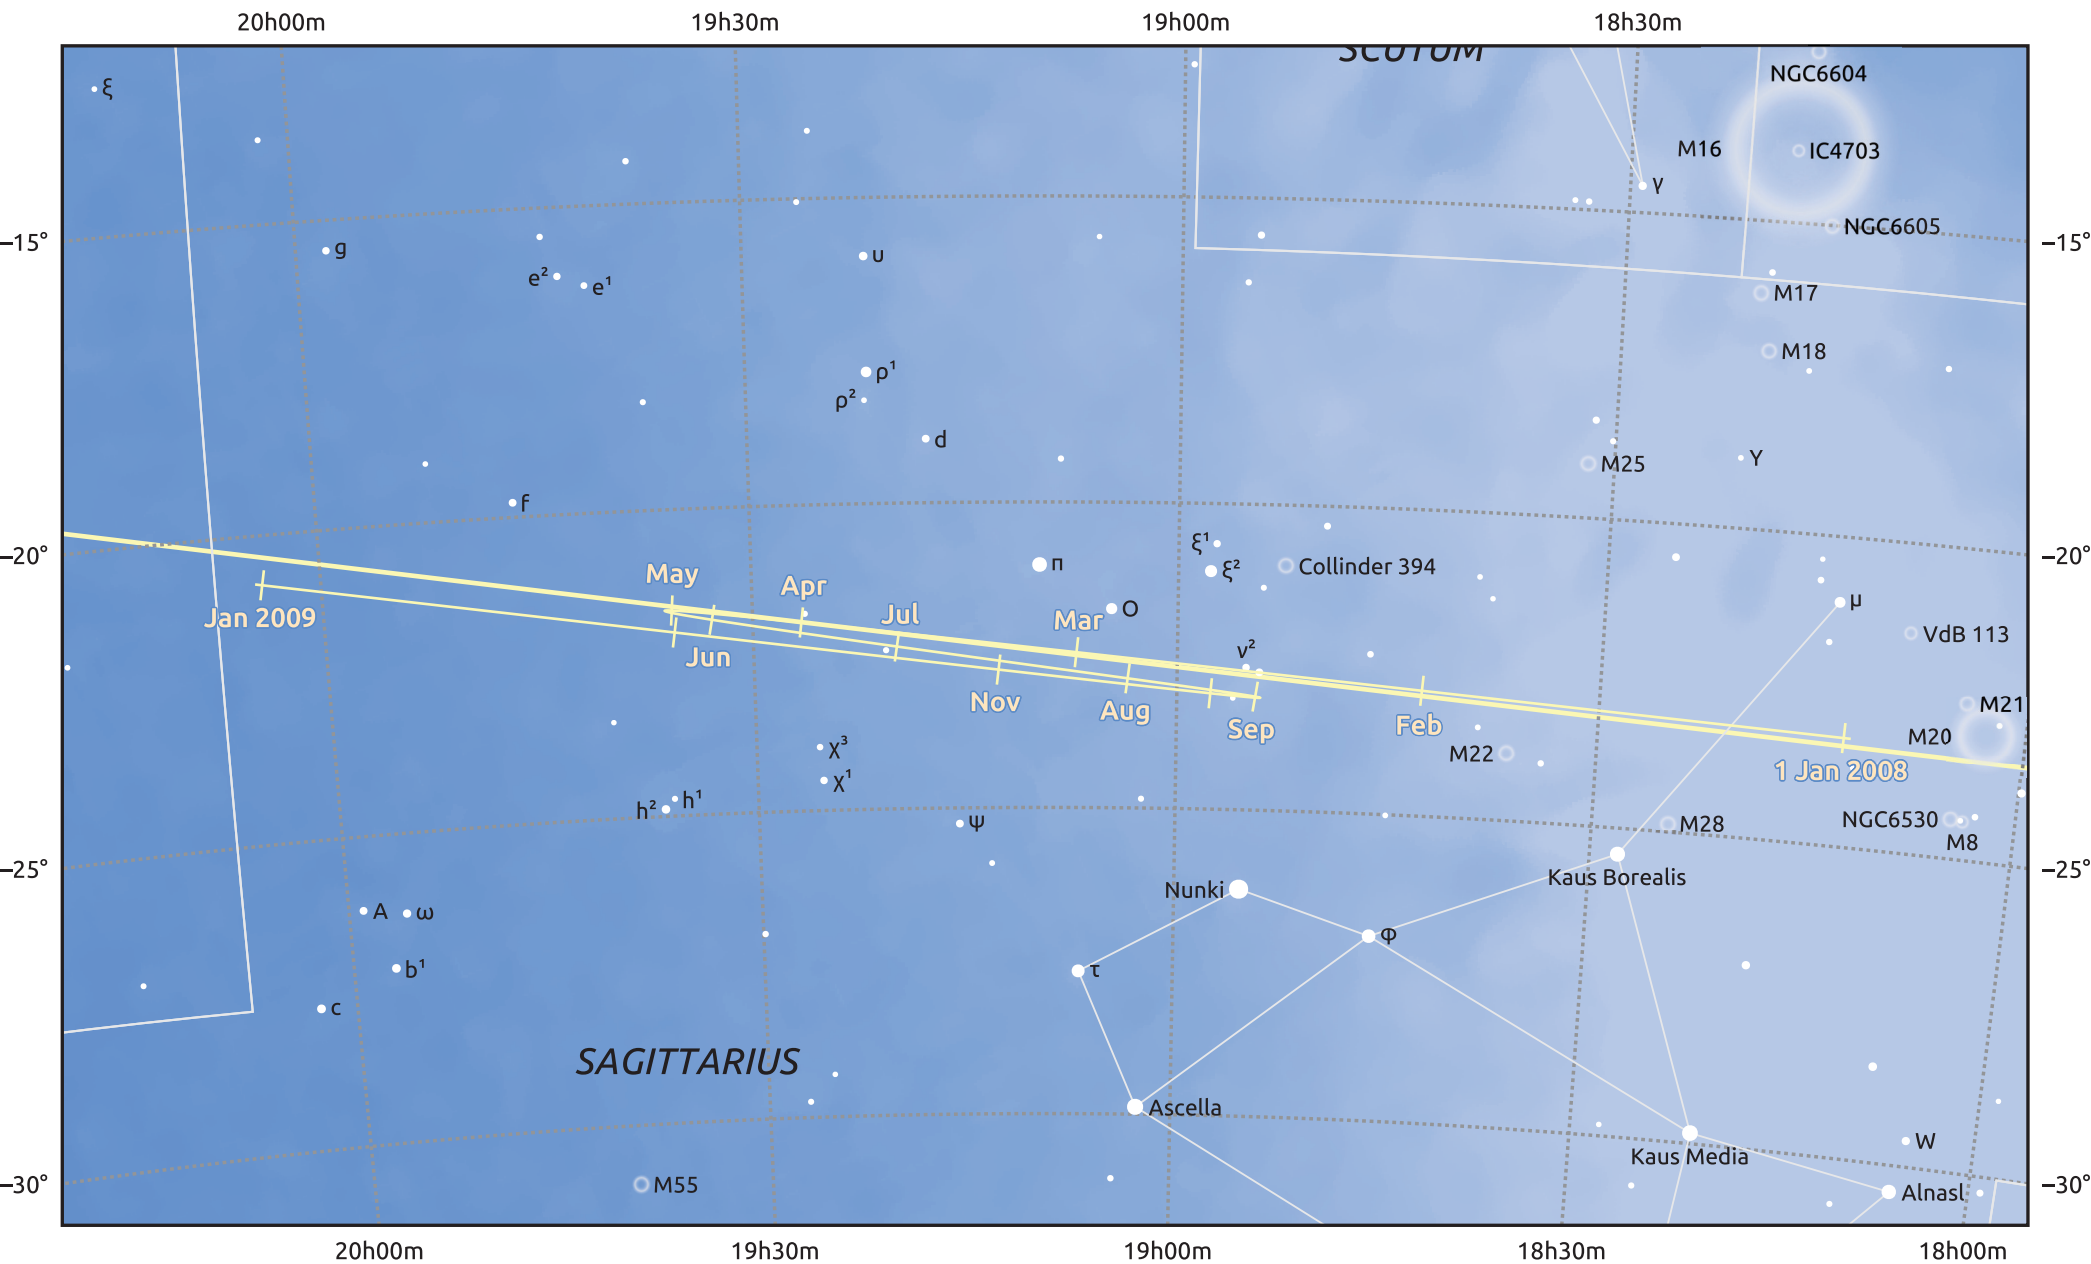 20h00m 19h30m 19h00m 18h30m
SCUTUM
NGC6604
ξ
M16 IC4703
γ
NGC6605
−15° −15°
g υ
e² e¹
M17
M18
ρ¹
ρ²
d
M25 Y
f
ξ¹
−20° −20°
π ξ² Collinder 394
May Apr
O μ
Jan 2009 Jul Mar
VdB 113
Jun ν²
Nov Aug Sep Feb M21
M20
χ³ M22
1 Jan 2008
χ¹
h² h¹
ψ M28 NGC6530
M8
−25° −25°
Kaus Borealis
Nunki
A ω φ
b¹ τ
c
SAGITTARIUS
Ascella
W
Kaus Media
−30° M55 Alnasl −30°
20h00m 19h30m 19h00m 18h30m 18h00m